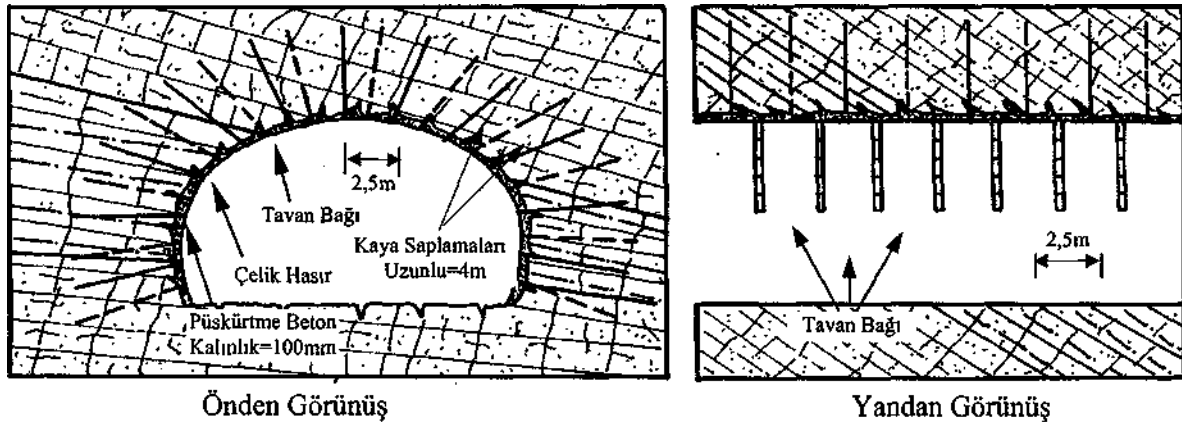 2,5m
Tavan Bağı
Kaya Saplamaları
Uzunlu=4m
Çelik Hasır
Püskürtme Beton
Kalınlık=100mm
Önden Görünüş
2,5m
Tavan Bağı
Yandan Görünüş